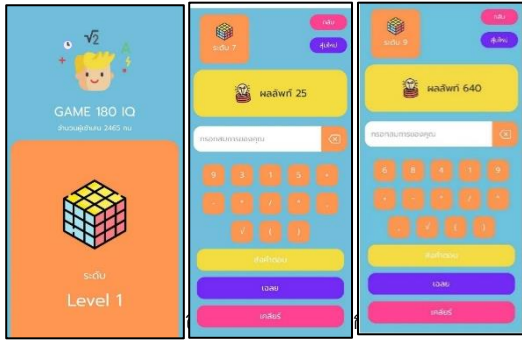 √2
A
+
GAME 180 IQ
จำนวนผู้เล่นเกม 2465 คน
ระดับ
Level 1
กลับ
ระดับ 7
สุ่มใหม่
ผลลัพท์ 25
กรอกสมการของคุณ
9 3 1 5 +
- * / ^ .
√ ( )
ส่งคำตอบ
เฉลย
เคลียร์
กลับ
ระดับ 9
สุ่มใหม่
ผลลัพท์ 640
กรอกสมการของคุณ
6 8 4 1 9
+ - * / ^
. √ ( )
ส่งคำตอบ
เฉลย
เคลียร์